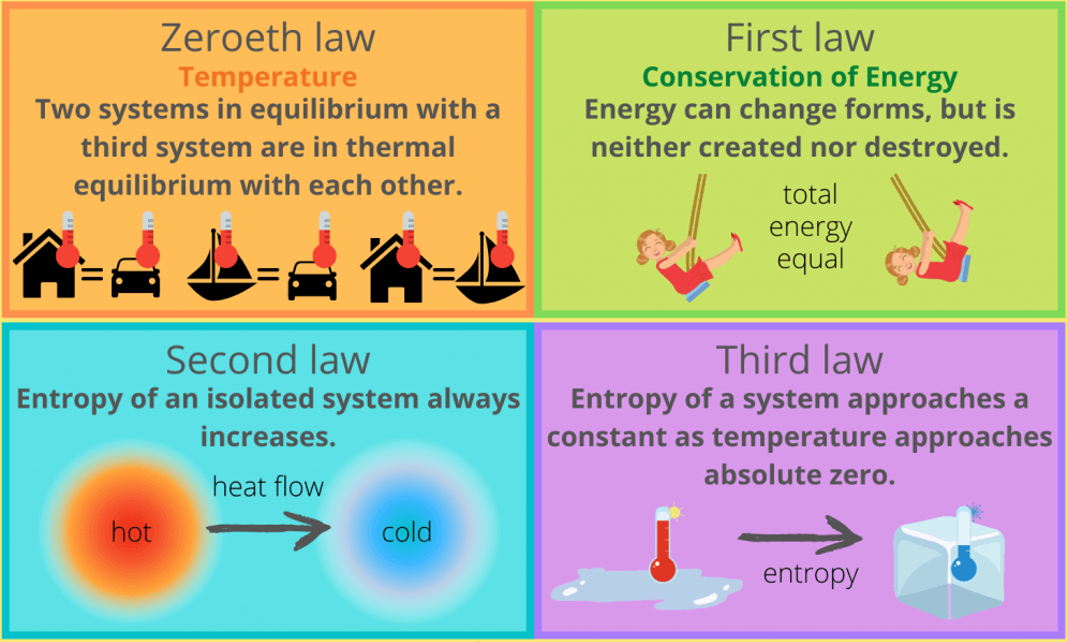 Zeroeth law
Temperature
Two systems in equilibrium with a
third system are in thermal
equilibrium with each other.
= = =
First law
Conservation of Energy
Energy can change forms, but is
neither created nor destroyed.
total
energy
equal
Second law
Entropy of an isolated system always
increases.
heat flow
hot
cold
Third law
Entropy of a system approaches a
constant as temperature approaches
absolute zero.
entropy